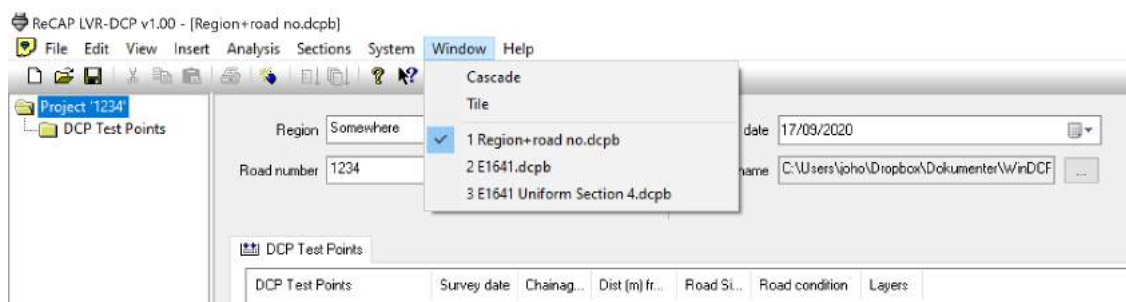 ReCAP LVR-DCP v1.00 - [Region+road no.dcpb]
File Edit View Insert Analysis Sections System Window Help
Cascade
Tile
1 Region+road no.dcpb
2 E1641.dcpb
3 E1641 Uniform Section 4.dcpb
Project '1234'
DCP Test Points
Region Somewhere
date 17/09/2020
Road number 1234
name C:\Users\joho\Dropbox\Dokumenter\WinDCF ...
DCP Test Points
DCP Test Points Survey date Chainag... Dist (m) fr... Road Si... Road condition Layers